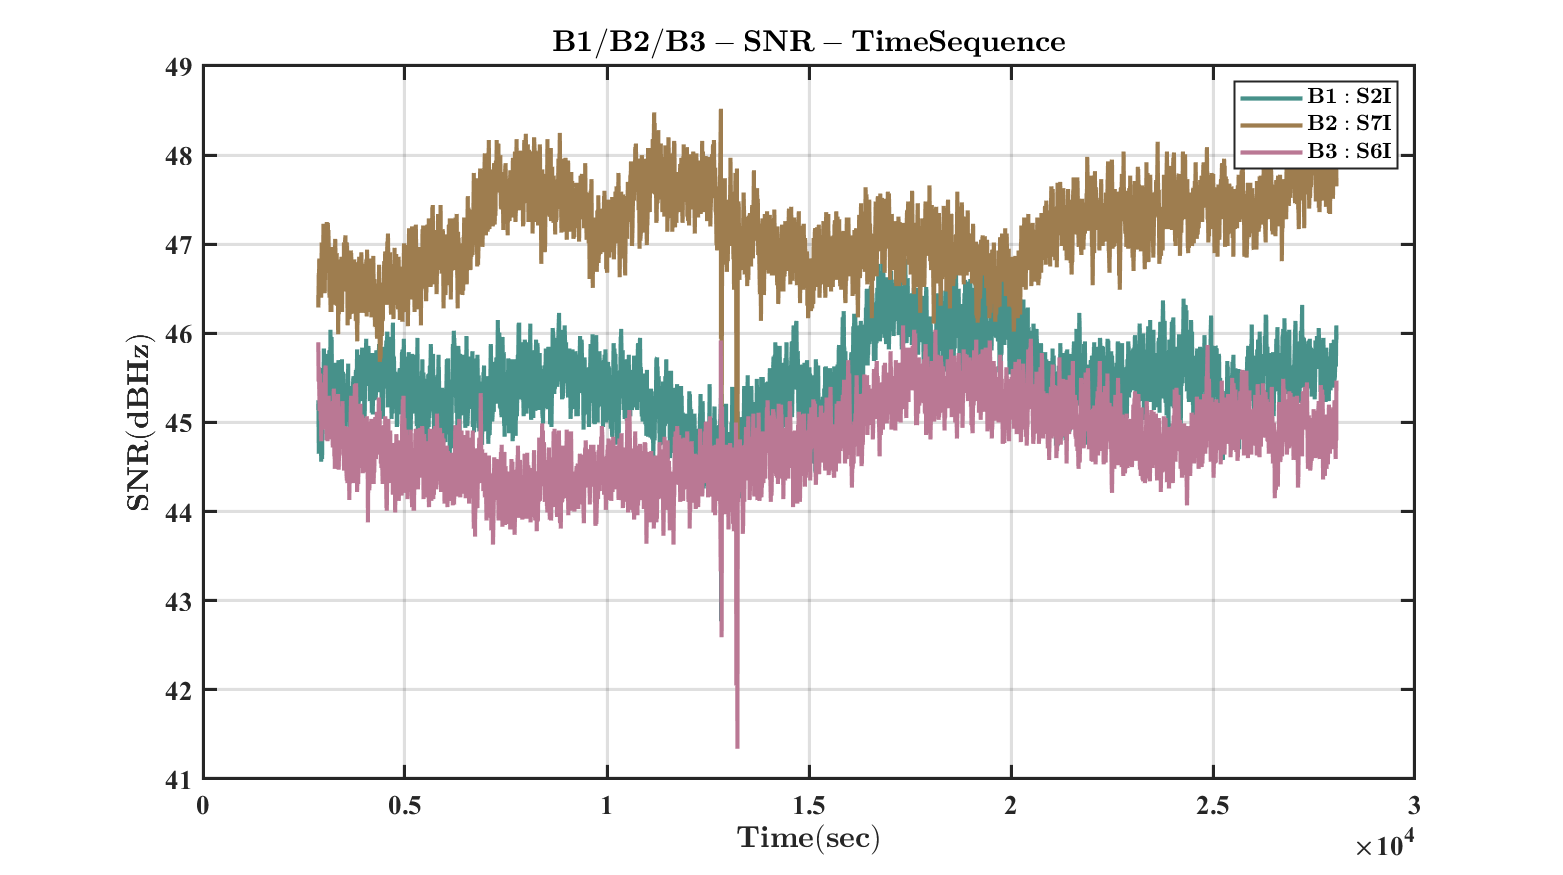 B1/B2/B3 – SNR – TimeSequence
49
48
47
46
45
44
43
42
41
SNR(dBHz)
B1 : S2I
B2 : S7I
B3 : S6I
0 0.5 1 1.5 2 2.5 3
Time(sec)
×10⁴